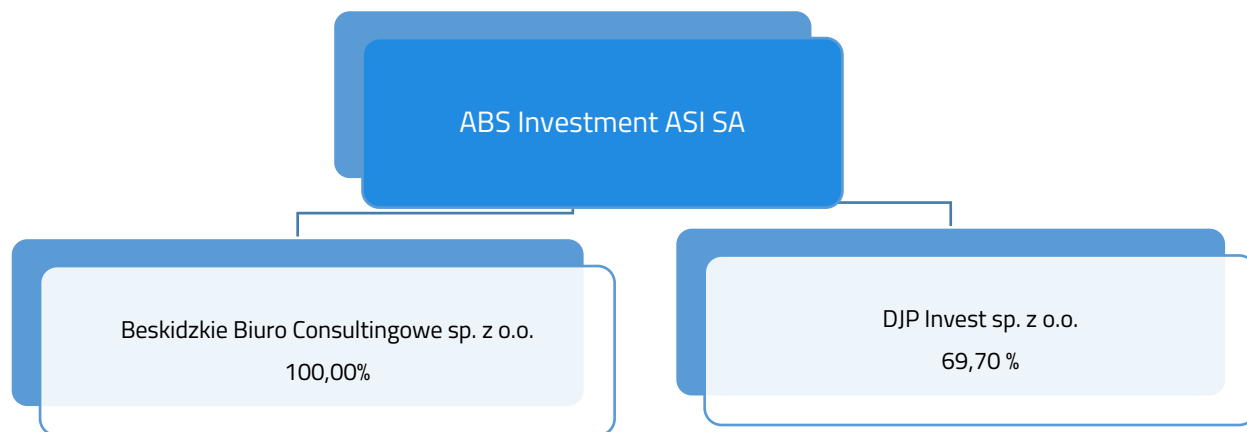 ABS Investment ASI SA
Beskidzkie Biuro Consultingowe sp. z o.o.
100,00%
DJP Invest sp. z o.o.
69,70 %